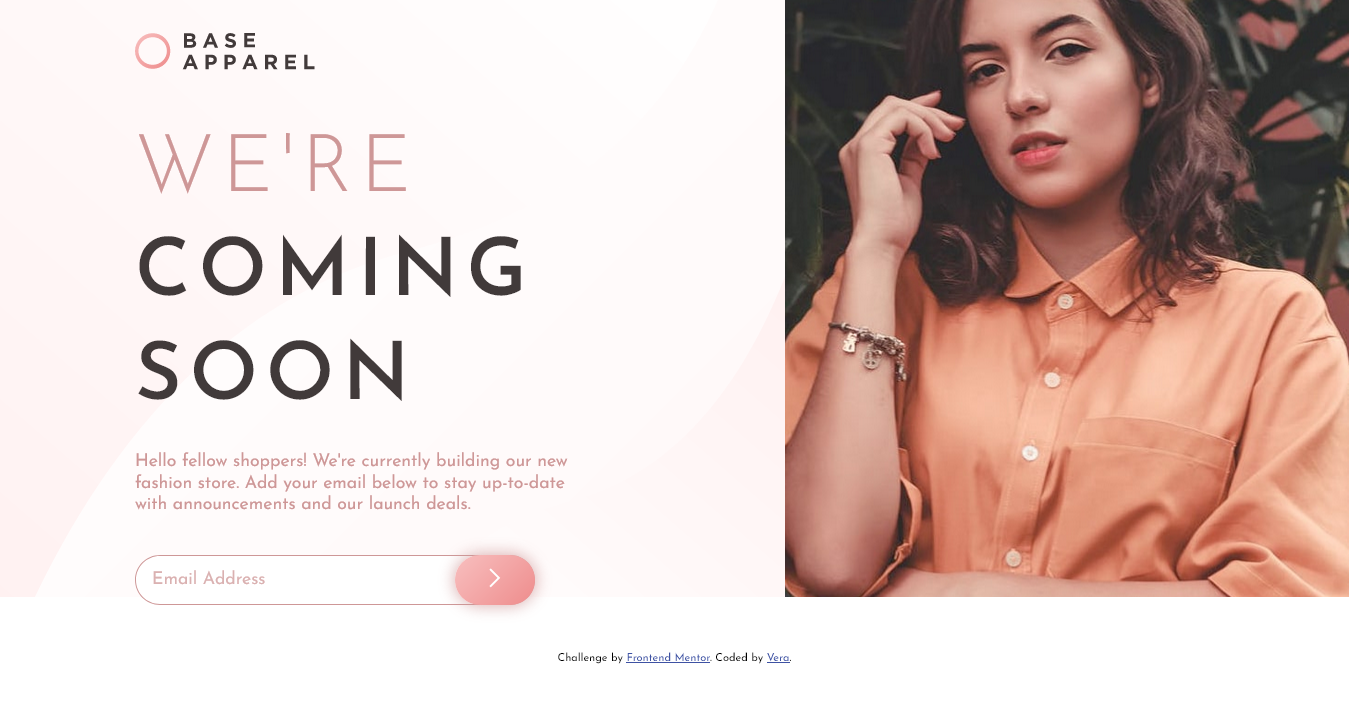 BASE
APPAREL
WE'RE
COMING
SOON
Hello fellow shoppers! We're currently building our new
fashion store. Add your email below to stay up-to-date
with announcements and our launch deals.
Email Address
Challenge by Frontend Mentor. Coded by Vera.